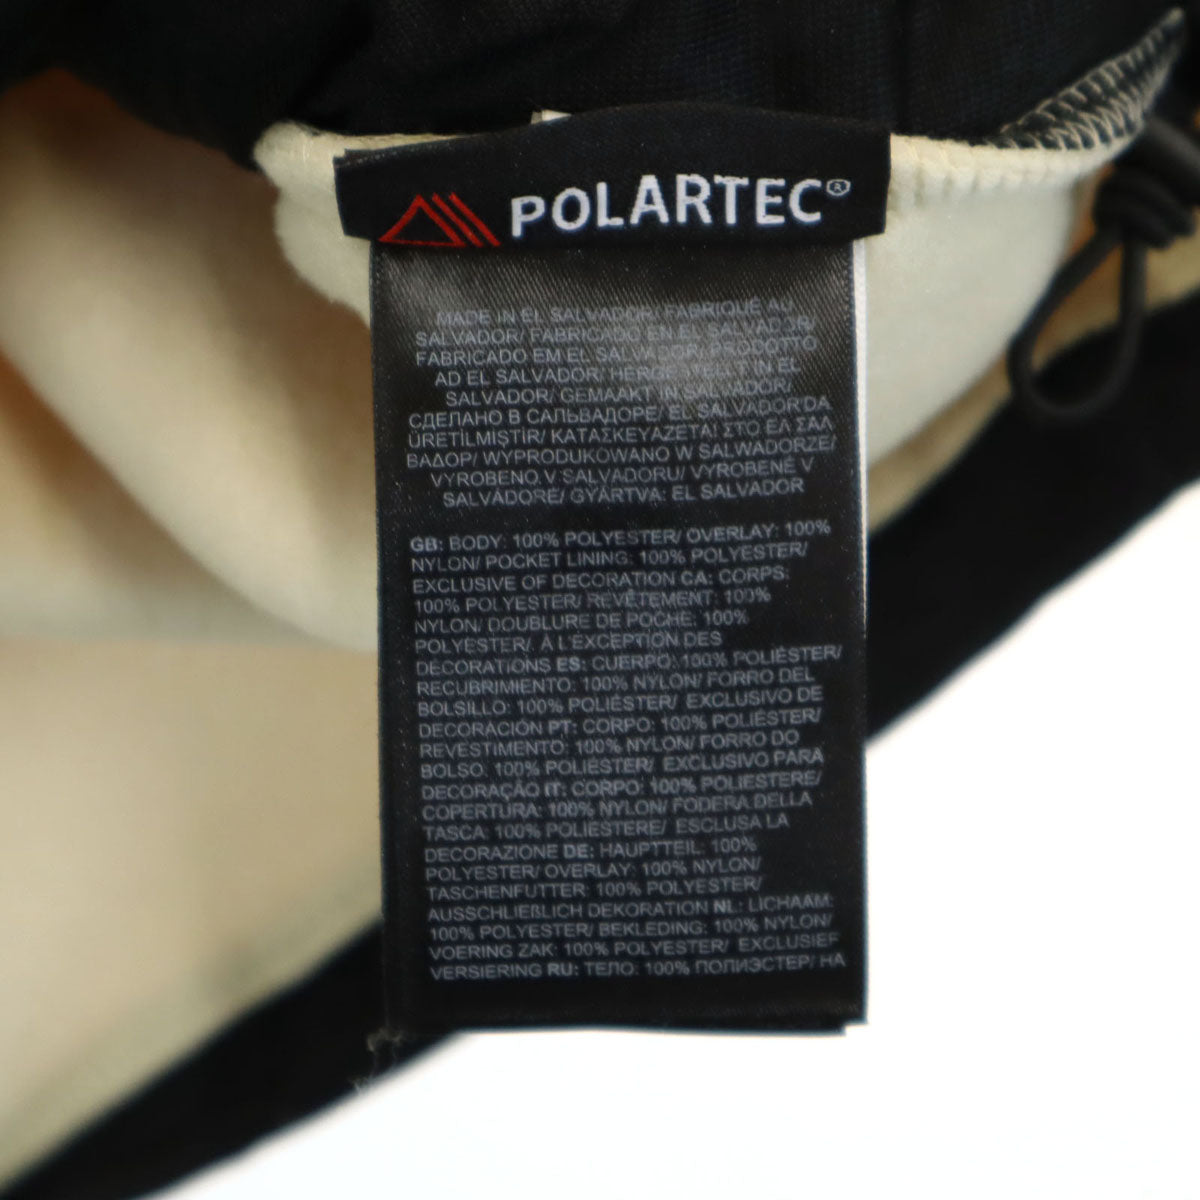 POLARTEC®
MADE IN EL SALVADOR/ FABRIQUÉ AU
SALVADOR/ FABRICADO EN EL SALVADOR/
FABRICADO EM EL SALVADOR/ PRODOTTO
AD EL SALVADOR/ HERGESTELLT IN EL
SALVADOR/ GEMAAKT IN SALVADOR/
СДЕЛАНО В САЛЬВАДОРЕ/ EL SALVADOR'DA
ÜRETİLMİŞTİR/ ΚΑΤΑΣΚΕΥΑΖΕΤΑΙ ΣΤΟ ΕΛ ΣΑΛ
ΒΑΔΟΡ/ WYPRODUKOWANO W SALWADORZE/
VYROBENO V SALVADORU/ VYROBENÉ V
SALVÁDORE/ GYÁRTVA: EL SALVADOR
GB: BODY: 100% POLYESTER/ OVERLAY: 100%
NYLON/ POCKET LINING: 100% POLYESTER/
EXCLUSIVE OF DECORATION CA: CORPS:
100% POLYESTER/ REVÊTEMENT: 100%
NYLON/ DOUBLURE DE POCHE: 100%
POLYESTER/ À L'EXCEPTION DES
DÉCORATIONS ES: CUERPO: 100% POLIÉSTER/
RECUBRIMIENTO: 100% NYLON/ FORRO DEL
BOLSILLO: 100% POLIÉSTER/ EXCLUSIVO DE
DECORACIÓN PT: CORPO: 100% POLIÉSTER/
REVESTIMENTO: 100% NYLON/ FORRO DO
BOLSO: 100% POLIÉSTER/ EXCLUSIVO PARA
DECORAÇÃO IT: CORPO: 100% POLIESTERE/
COPERTURA: 100% NYLON/ FODERA DELLA
TASCA: 100% POLIESTERE/ ESCLUSA LA
DECORAZIONE DE: HAUPTTEIL: 100%
POLYESTER/ OVERLAY: 100% NYLON/
TASCHENFUTTER: 100% POLYESTER/
AUSSCHLIEßLICH DEKORATION NL: LICHAAM:
100% POLYESTER/ BEKLEDING: 100% NYLON/
VOERING ZAK: 100% POLYESTER/ EXCLUSIEF
VERSIERING RU: ТЕЛО: 100% ПОЛИЭСТЕР/ НА